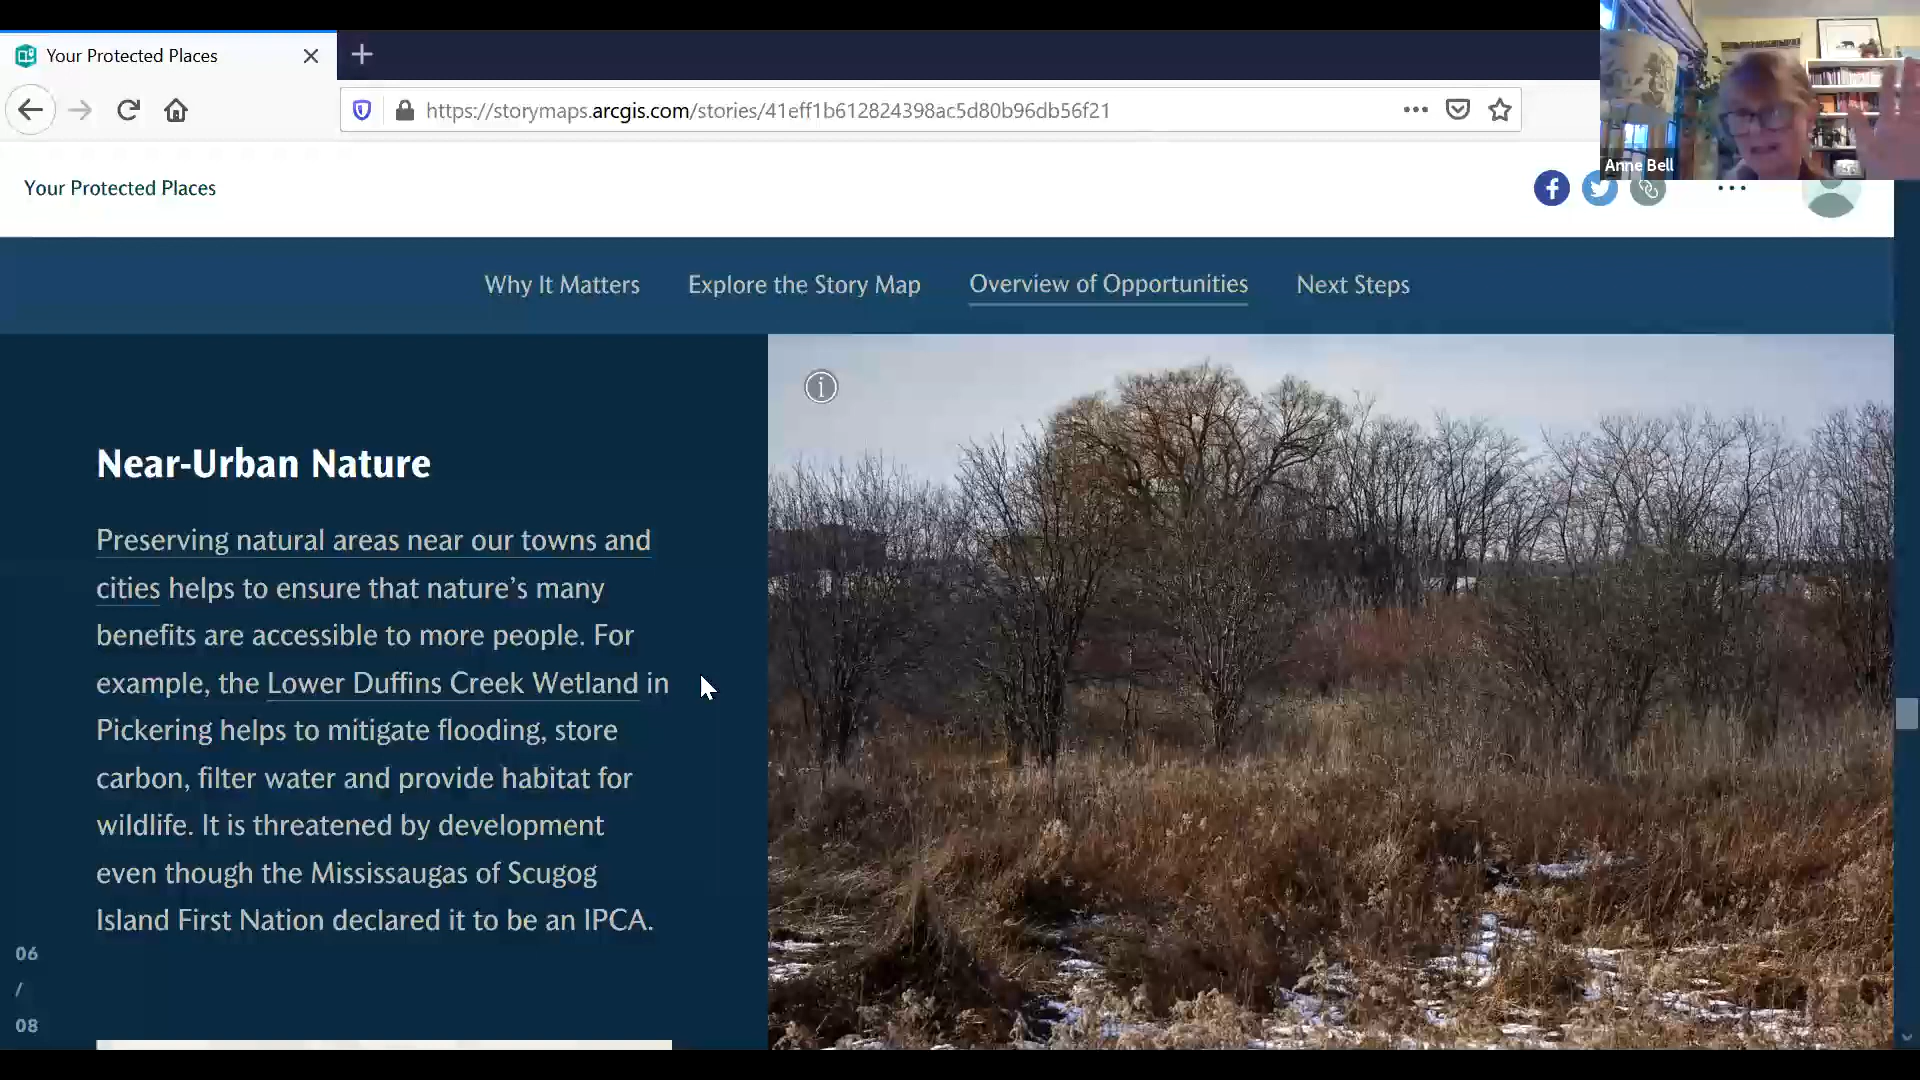 Your Protected Places
https://storymaps.arcgis.com/stories/41eff1b612824398ac5d80b96db56f21
Anne Bell
Your Protected Places
Why It Matters
Explore the Story Map
Overview of Opportunities
Next Steps
Near-Urban Nature
Preserving natural areas near our towns and
cities helps to ensure that nature’s many
benefits are accessible to more people. For
example, the Lower Duffins Creek Wetland in
Pickering helps to mitigate flooding, store
carbon, filter water and provide habitat for
wildlife. It is threatened by development
even though the Mississaugas of Scugog
Island First Nation declared it to be an IPCA.
06
/
08